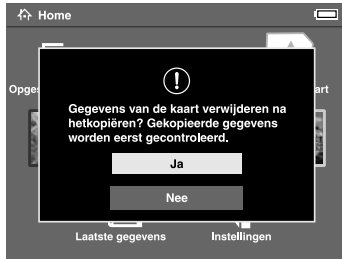 Home
Opge
art
Gegevens van de kaart verwijderen na
hetkopiëren? Gekopieerde gegevens
worden eerst gecontroleerd.
Ja
Nee
Laatste gegevens
Instellingen